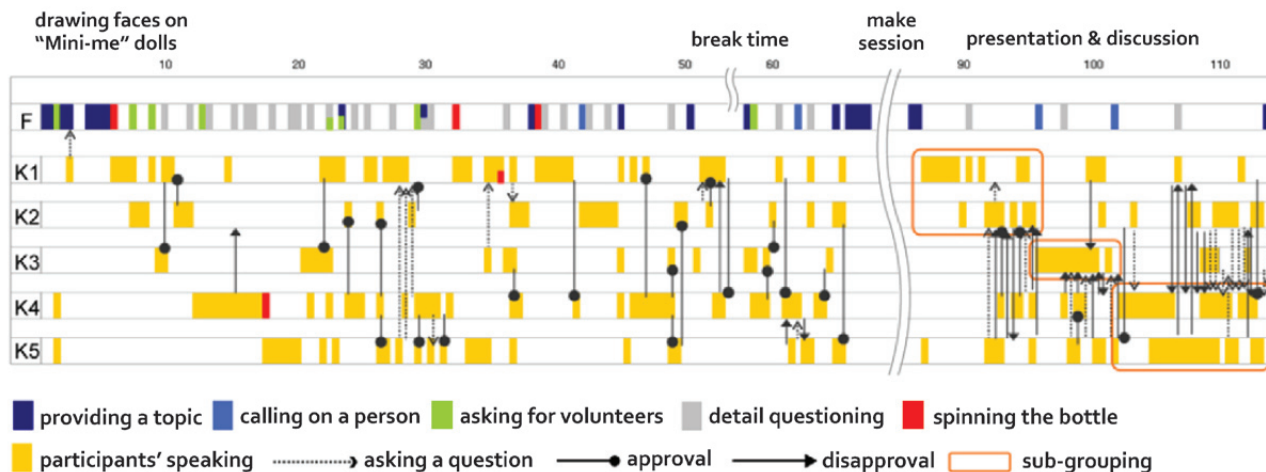 drawing faces on
“Mini-me” dolls
break time
make
session
presentation & discussion
10 20 30 40 50 60 90 100 110
F
K1
K2
K3
K4
K5
providing a topic calling on a person asking for volunteers detail questioning spinning the bottle
participants’ speaking asking a question approval disapproval sub-grouping